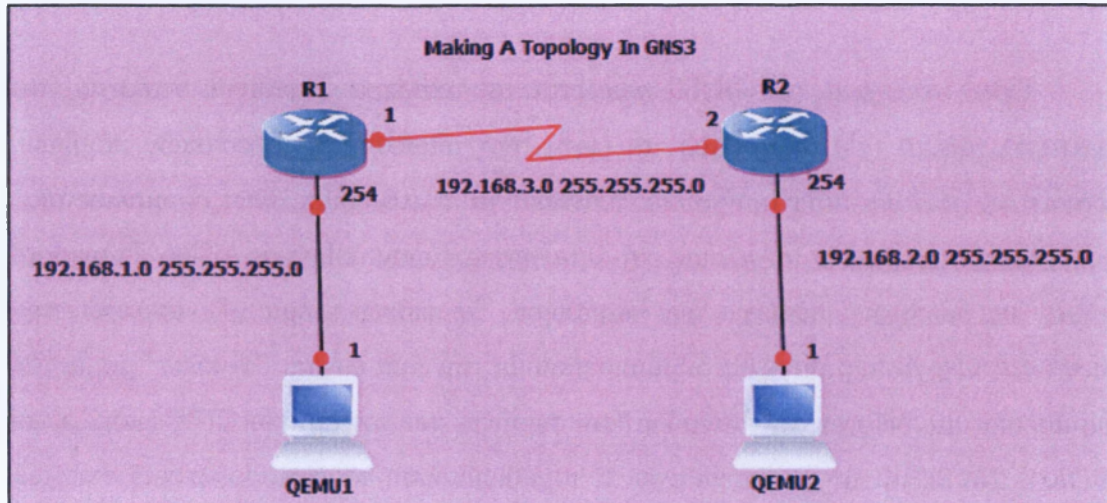 Making A Topology In GNS3
R1
R2
1
2
254
192.168.3.0 255.255.255.0
254
192.168.1.0 255.255.255.0
192.168.2.0 255.255.255.0
1
1
QEMU1
QEMU2